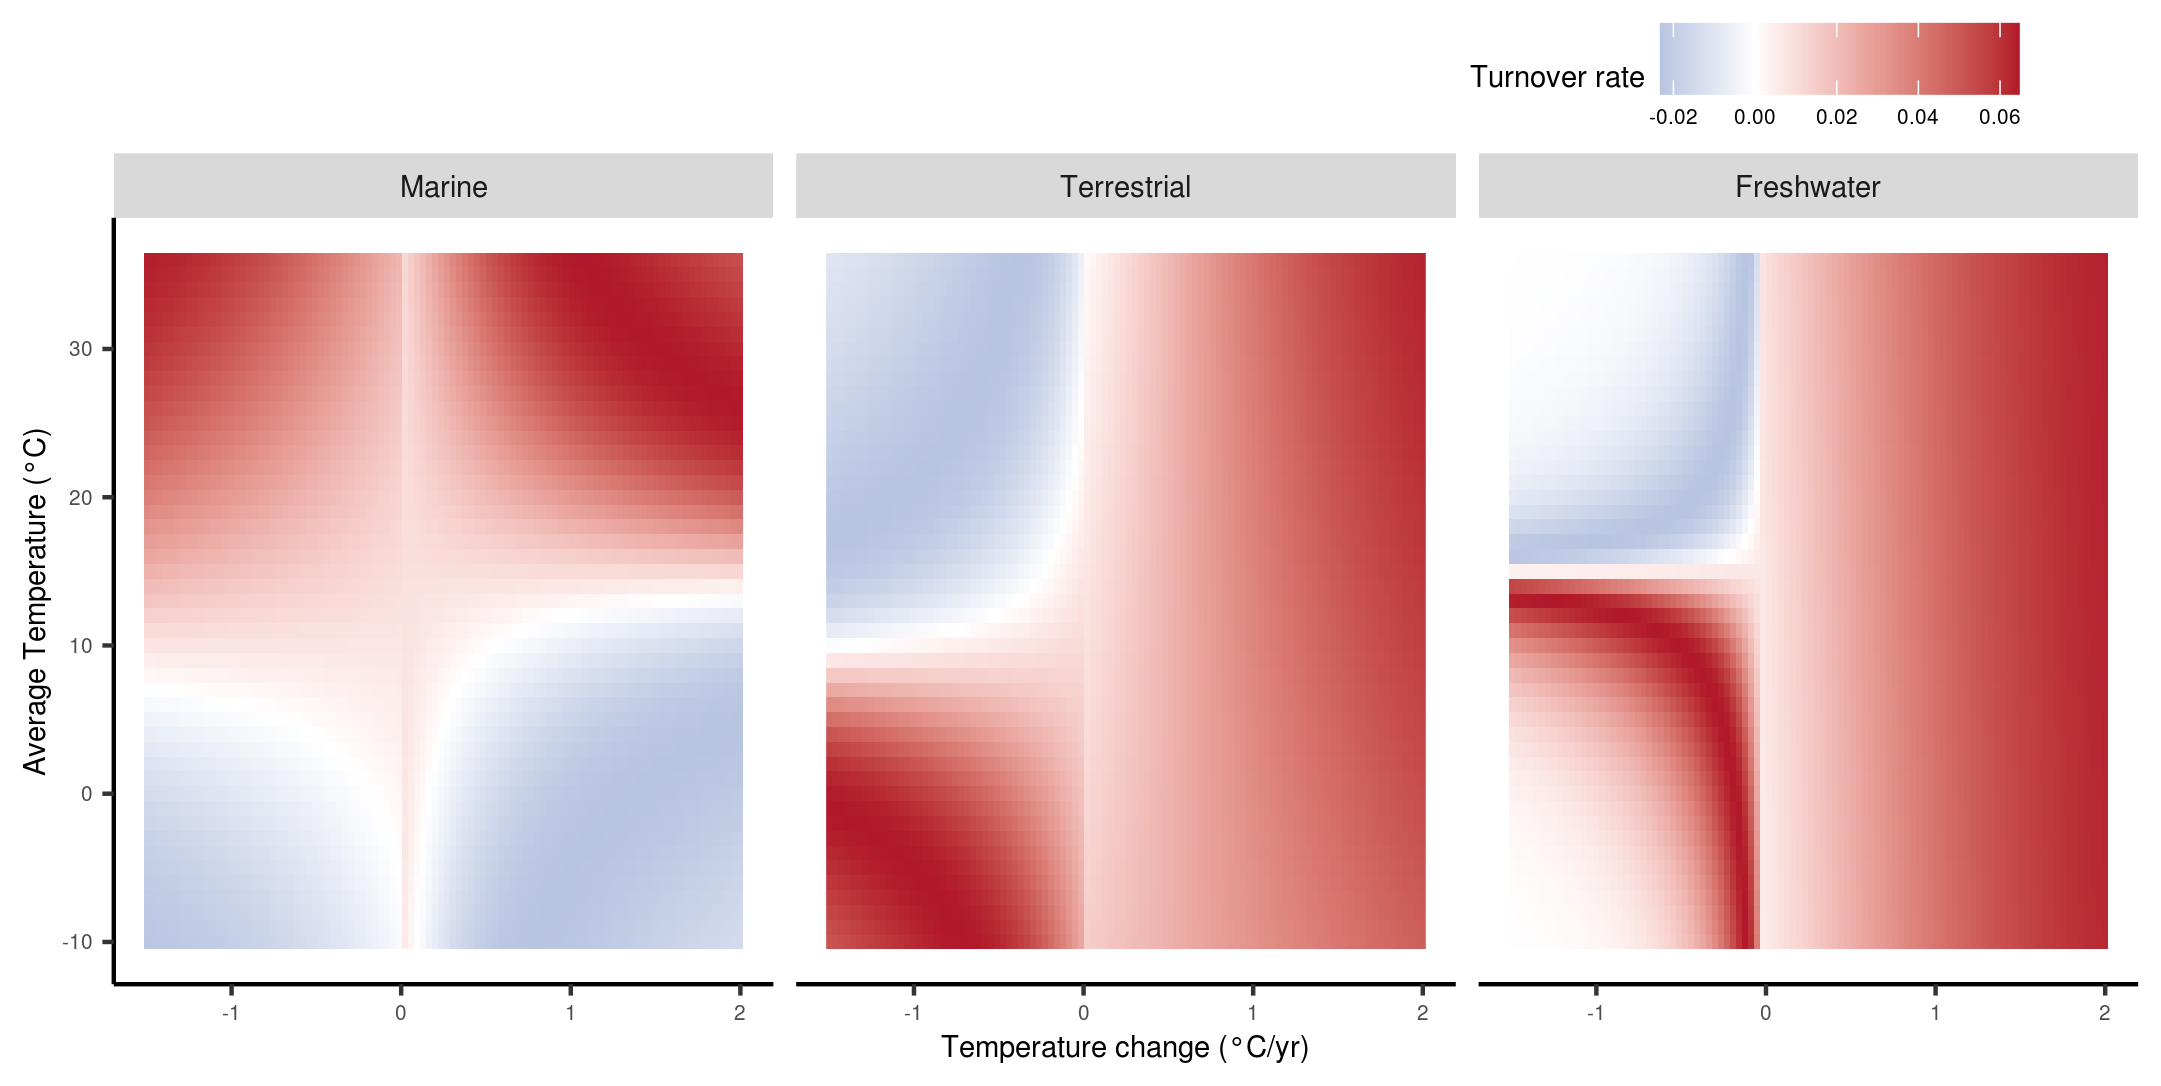 Turnover rate
-0.02 0.00 0.02 0.04 0.06
Marine Terrestrial Freshwater
Average Temperature (°C)
30
20
10
0
-10
-1 0 1 2 -1 0 1 2 -1 0 1 2
Temperature change (°C/yr)